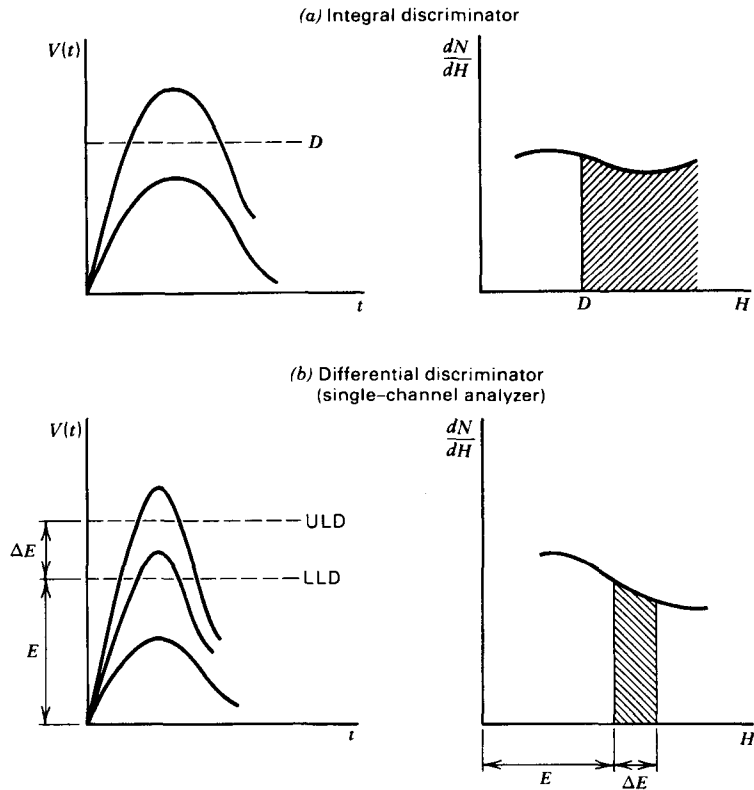 (a) Integral discriminator
V(t)
D
t
dN
dH
D
H
(b) Differential discriminator
(single-channel analyzer)
V(t)
ULD
ΔE
LLD
E
t
dN
dH
H
E
ΔE